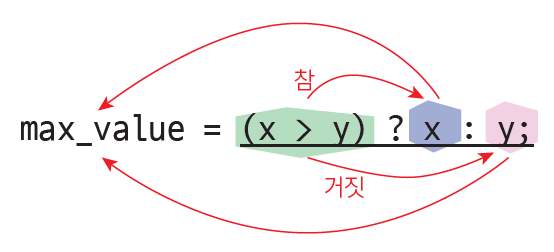 참
max_value = (x > y) ? x : y;
거짓